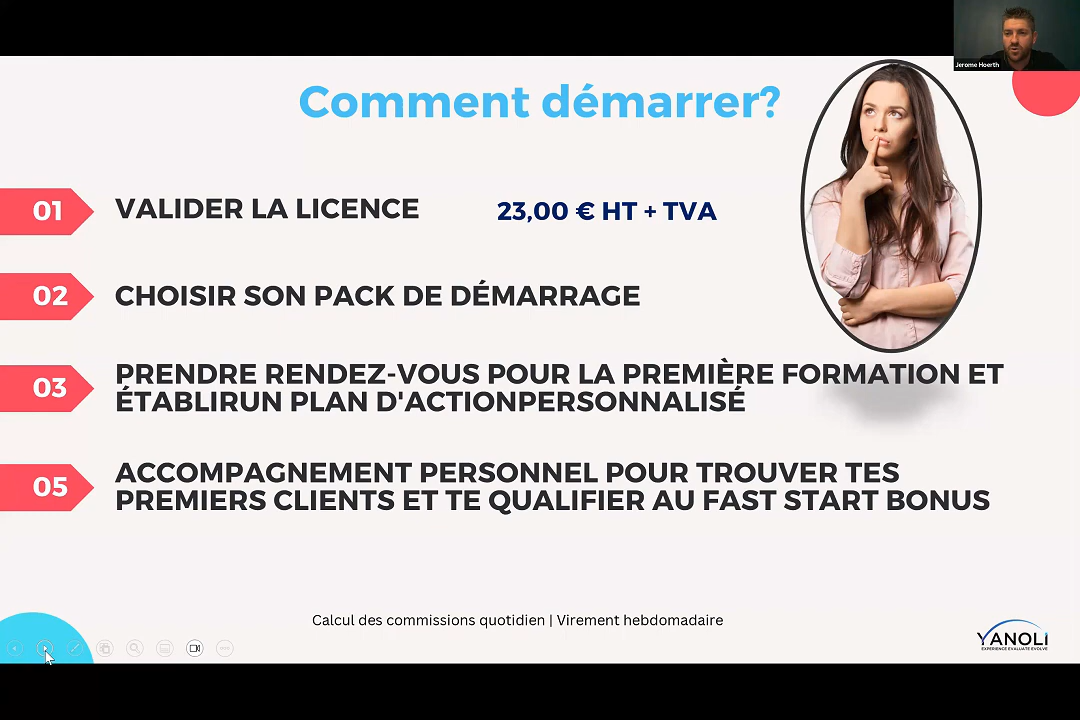 Jerome Hoerth
Comment démarrer?
01
VALIDER LA LICENCE
23,00 € HT + TVA
02
CHOISIR SON PACK DE DÉMARRAGE
03
PRENDRE RENDEZ-VOUS POUR LA PREMIÈRE FORMATION ET
ÉTABLIRUN PLAN D'ACTIONPERSONNALISÉ
05
ACCOMPAGNEMENT PERSONNEL POUR TROUVER TES
PREMIERS CLIENTS ET TE QUALIFIER AU FAST START BONUS
Calcul des commissions quotidien | Virement hebdomadaire
YANOLI
EXPERIENCE EVALUATE EVOLVE